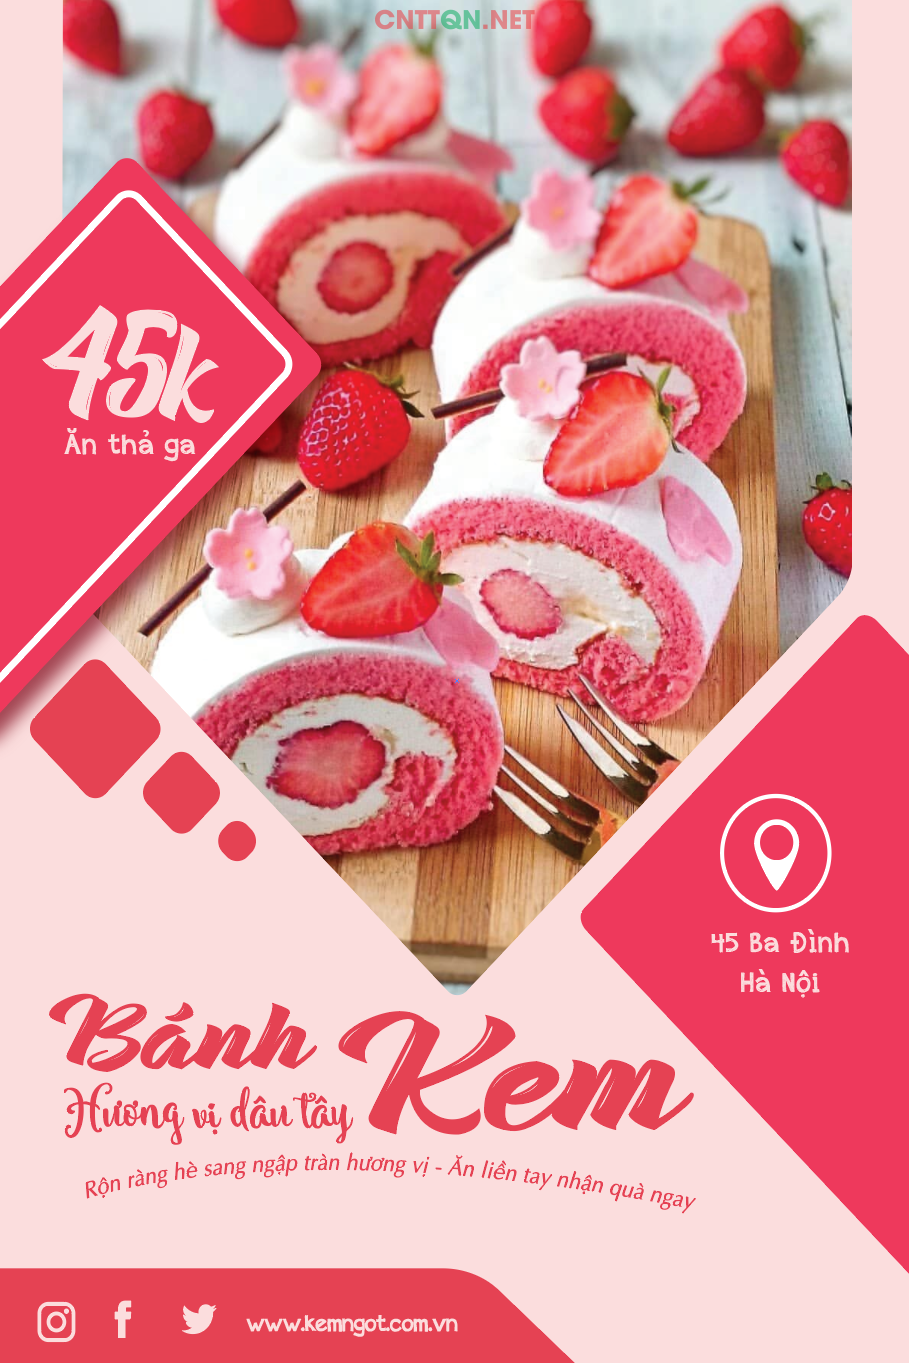 CNTTQN.NET
45k
Ăn thả ga
45 Ba Đình
Hà Nội
Bánh Kem
Hương vị dâu tây
Rộn ràng hè sang ngập tràn hương vị - Ăn liền tay nhận quà ngay
www.kemngot.com.vn